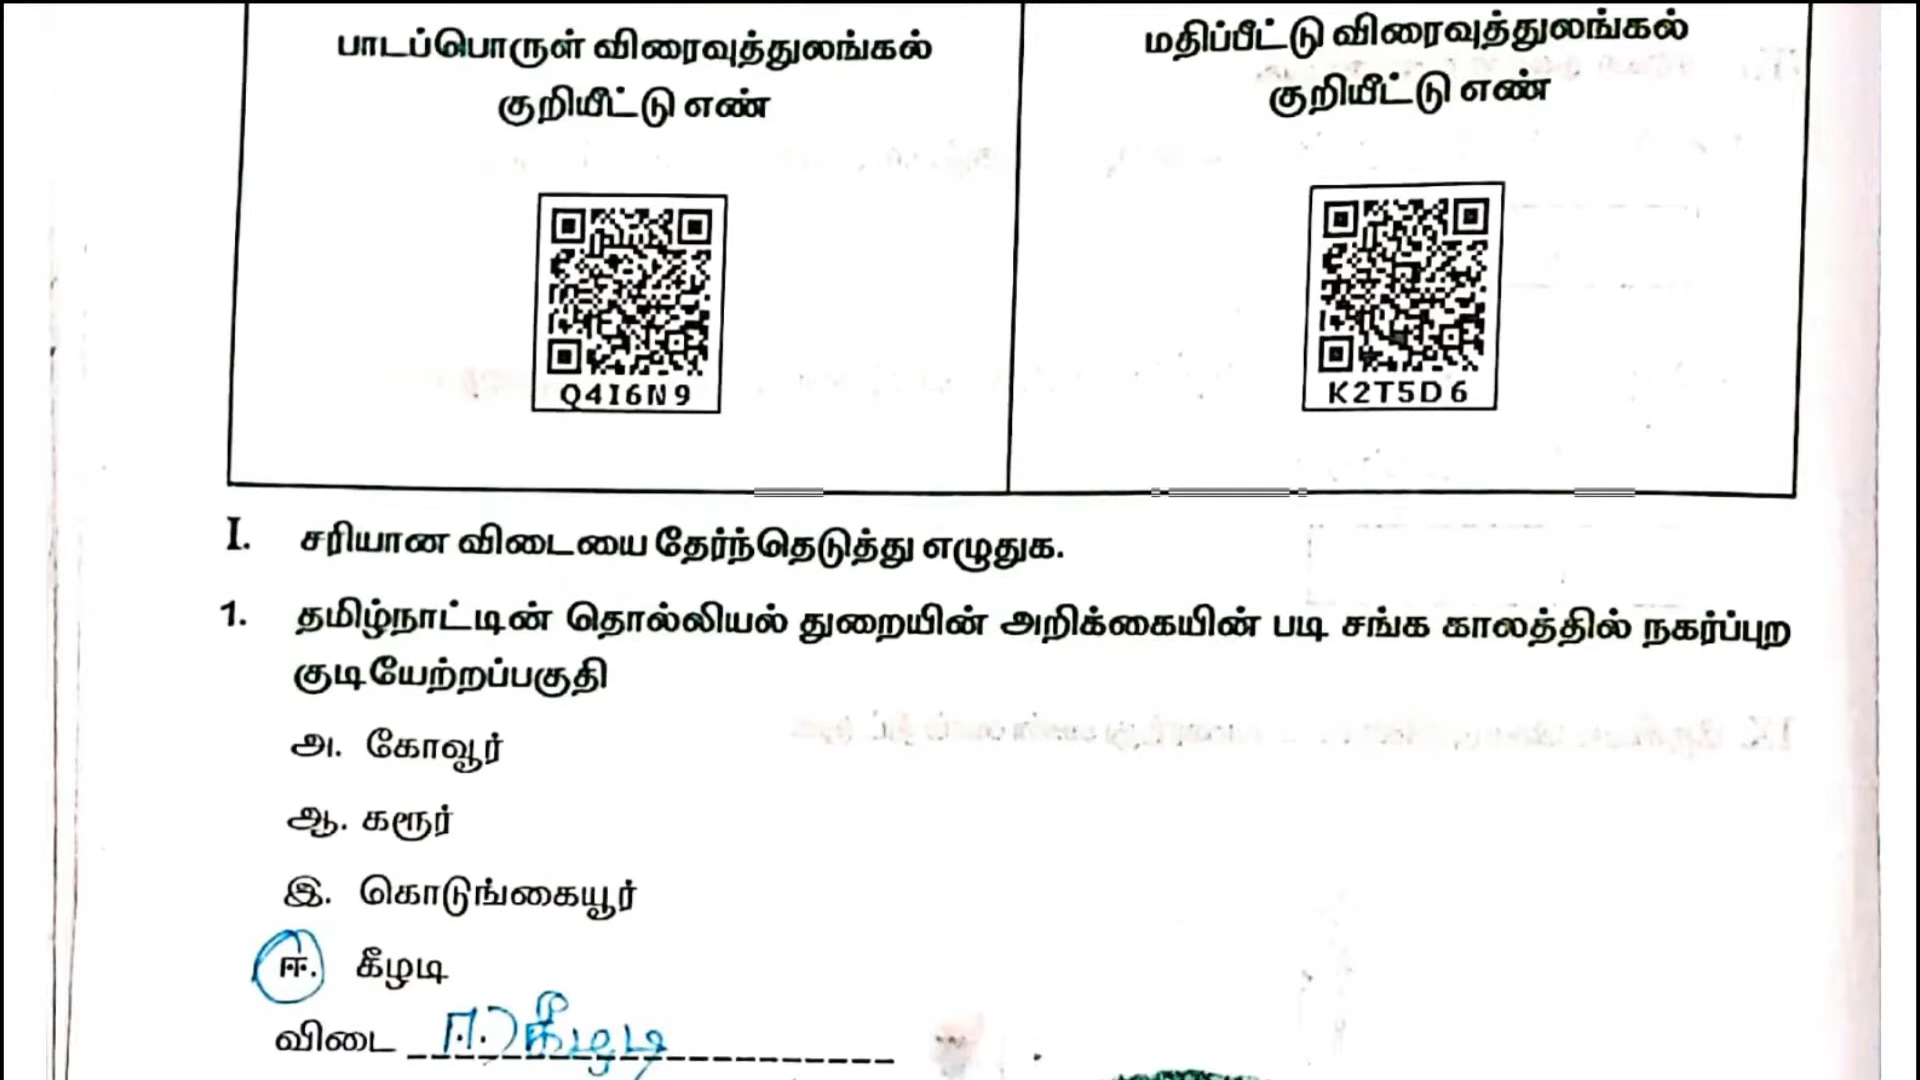 பாடப்பொருள் விரைவுத்துலங்கல்
குறியீட்டு எண்
மதிப்பீட்டு விரைவுத்துலங்கல்
குறியீட்டு எண்
Q4I6N9
K2T5D6
I. சரியான விடையை தேர்ந்தெடுத்து எழுதுக.
1. தமிழ்நாட்டின் தொல்லியல் துறையின் அறிக்கையின் படி சங்க காலத்தில் நகர்ப்புற
குடியேற்றப்பகுதி
அ. கோவூர்
ஆ. கரூர்
இ. கொடுங்கையூர்
ஈ. கீழடி
விடை ஈ.) கீழடி